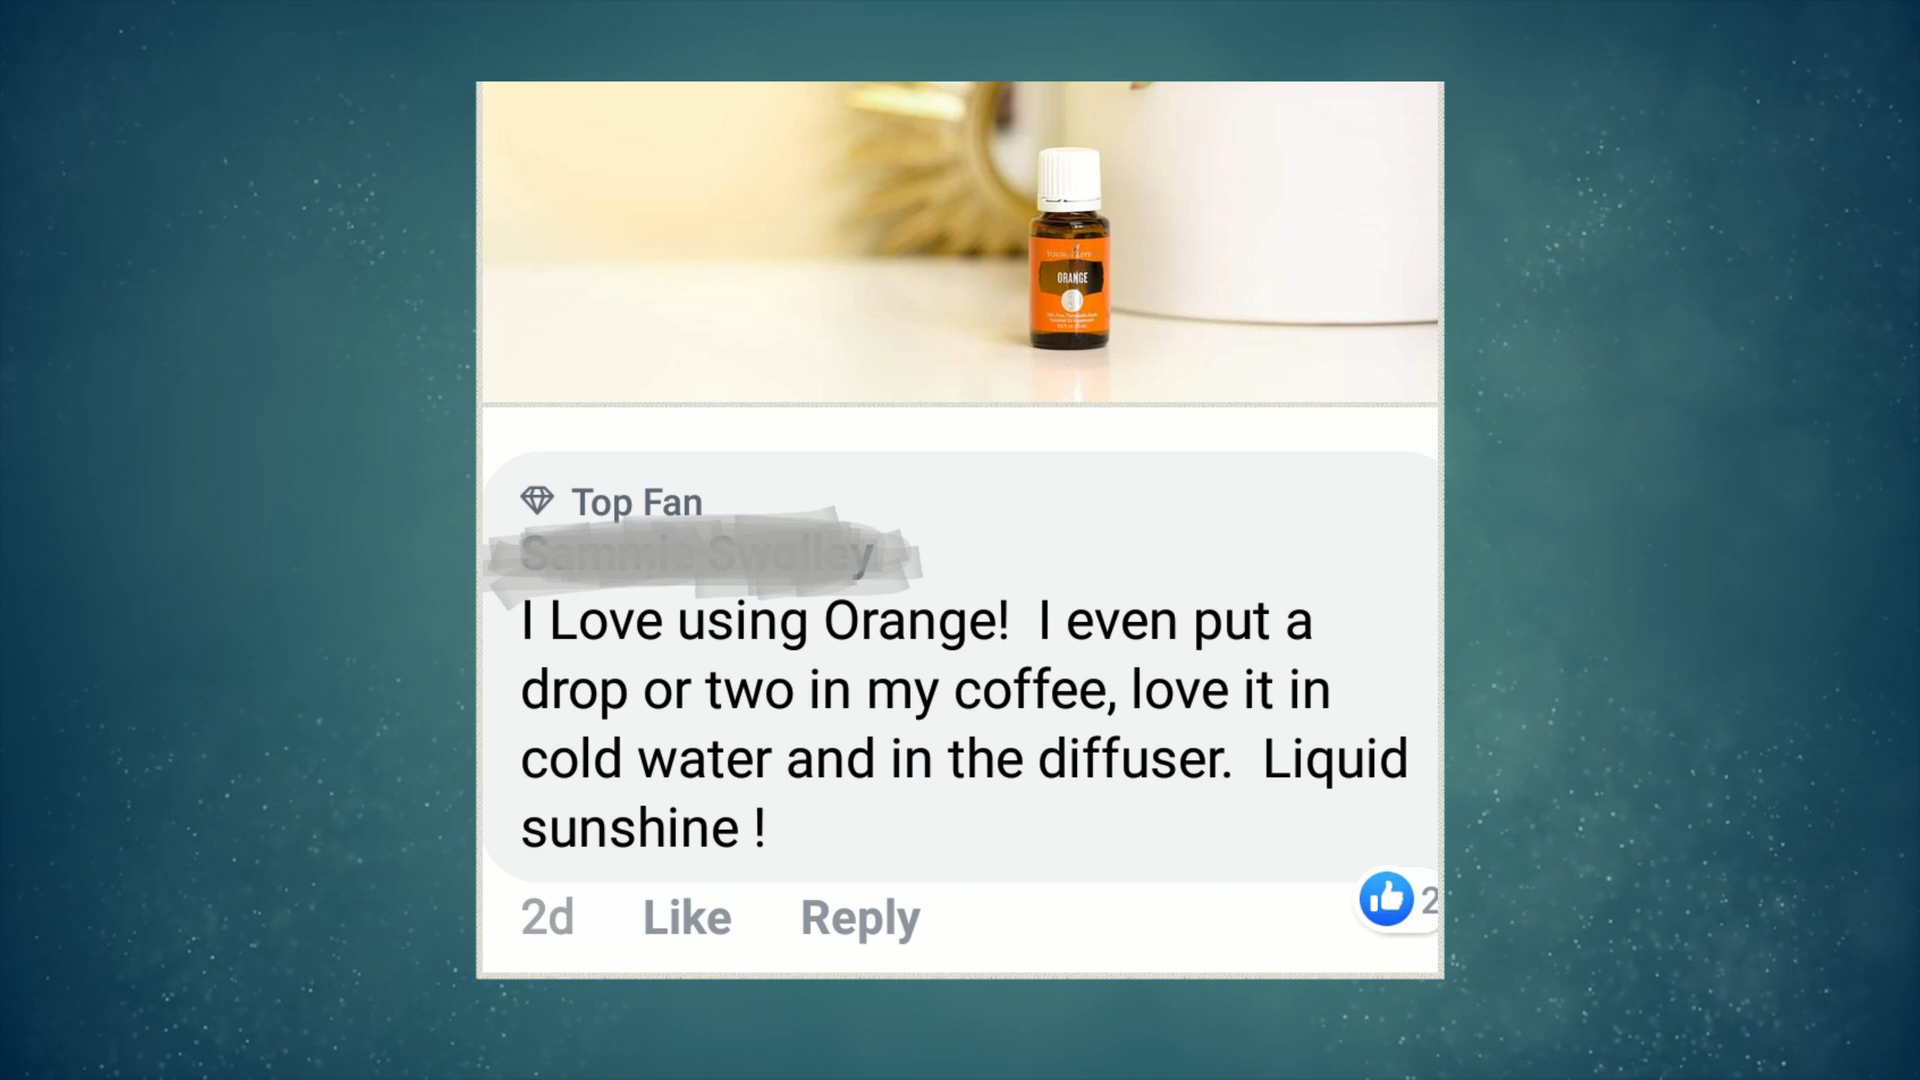 ORANGE
Top Fan
I Love using Orange! I even put a
drop or two in my coffee, love it in
cold water and in the diffuser. Liquid
sunshine !
2d Like Reply 2